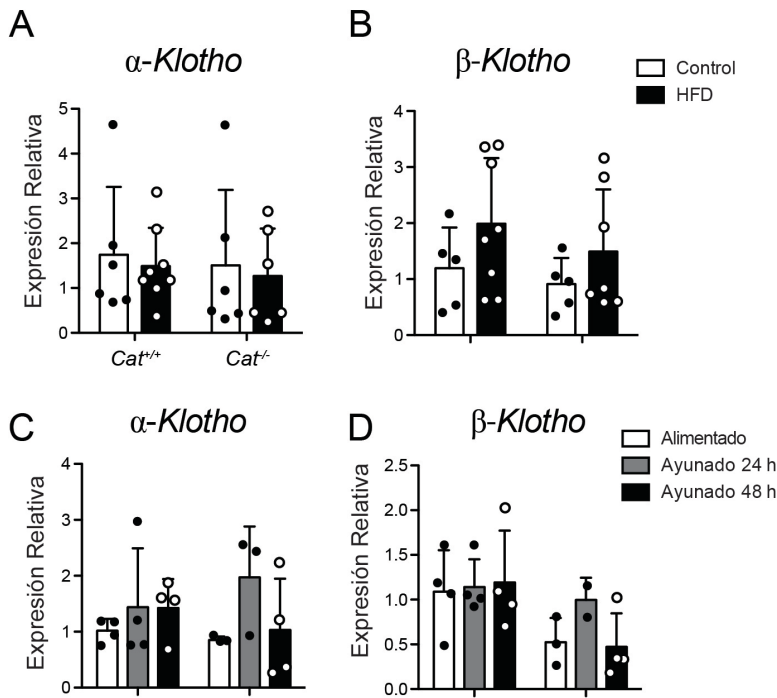 A
α-Klotho
Expresión Relativa
5
4
3
2
1
0
Cat+/+
Cat-/-
B
β-Klotho
Control
HFD
Expresión Relativa
4
3
2
1
0
C
α-Klotho
Expresión Relativa
4
3
2
1
0
D
β-Klotho
Alimentado
Ayunado 24 h
Ayunado 48 h
Expresión Relativa
2.5
2.0
1.5
1.0
0.5
0.0